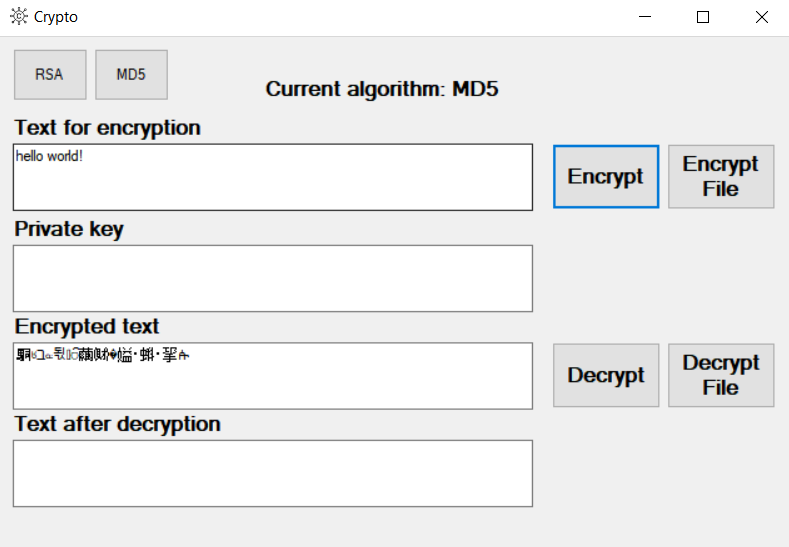 Crypto
RSA MD5
Current algorithm: MD5
Text for encryption
hello world!
Encrypt
Encrypt
File
Private key
Encrypted text
Decrypt
Decrypt
File
Text after decryption